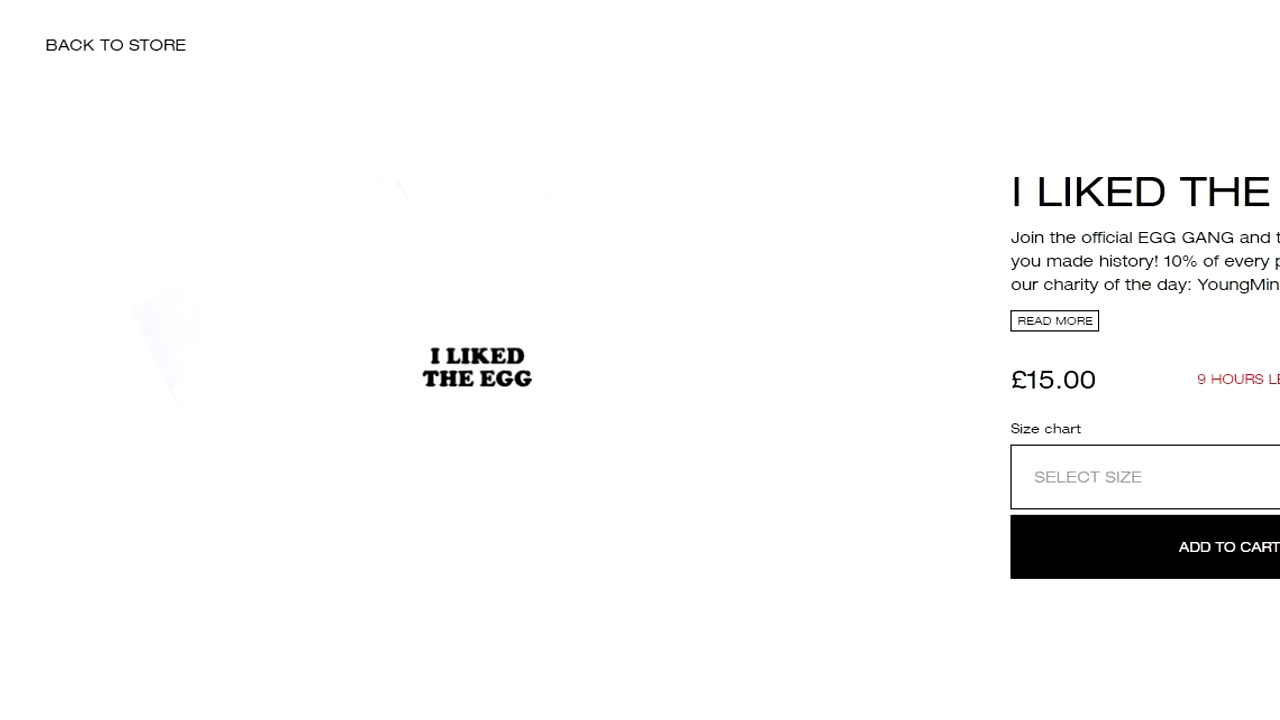 BACK TO STORE
I LIKED
THE EGG
I LIKED THE
Join the official EGG GANG and
you made history! 10% of every
our charity of the day:
READ MORE
£15.00
9 HOURS
Size chart
SELECT SIZE
ADD TO CART